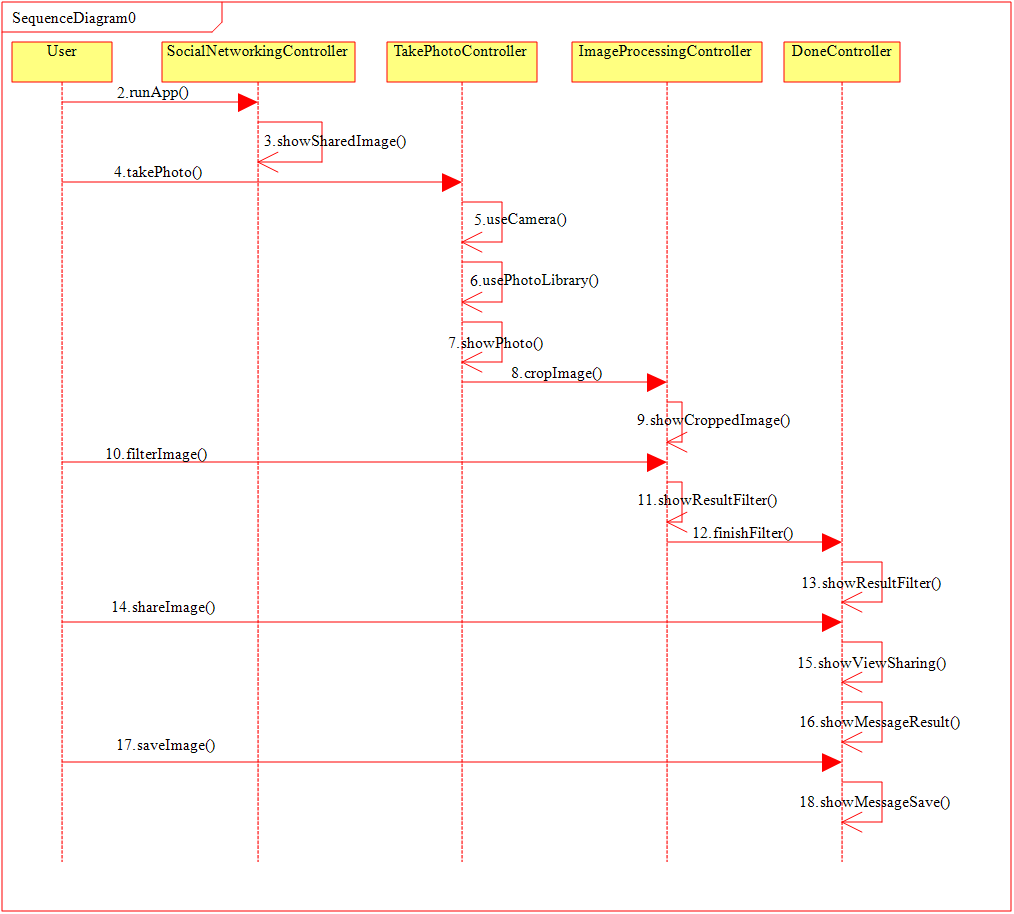 SequenceDiagram0
User
SocialNetworkingController
TakePhotoController
ImageProcessingController
DoneController
2.runApp()
3.showSharedImage()
4.takePhoto()
5.useCamera()
6.usePhotoLibrary()
7.showPhoto()
8.cropImage()
9.showCroppedImage()
10.filterImage()
11.showResultFilter()
12.finishFilter()
13.showResultFilter()
14.shareImage()
15.showViewSharing()
16.showMessageResult()
17.saveImage()
18.showMessageSave()